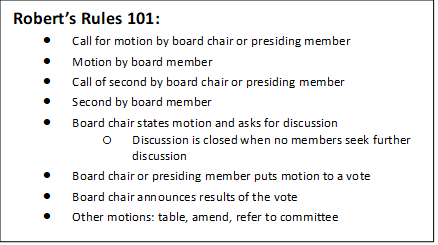 Robert's Rules 101:
● Call for motion by board chair or presiding member
● Motion by board member
● Call of second by board chair or presiding member
● Second by board member
● Board chair states motion and asks for discussion
○ Discussion is closed when no members seek further
discussion
● Board chair or presiding member puts motion to a vote
● Board chair announces results of the vote
● Other motions: table, amend, refer to committee